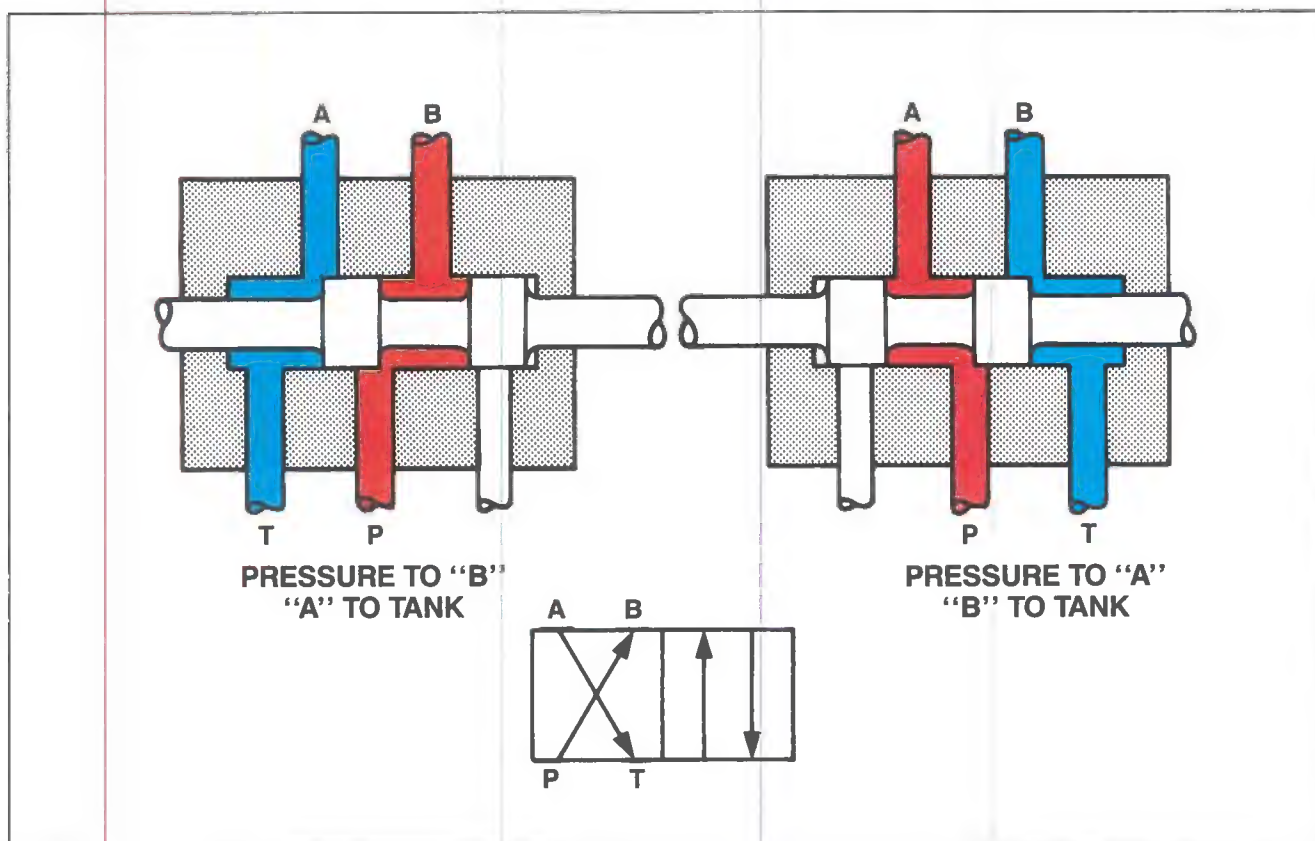 A B
T P
PRESSURE TO “B”
“A” TO TANK
A B
P T
PRESSURE TO “A”
“B” TO TANK
A B
P T